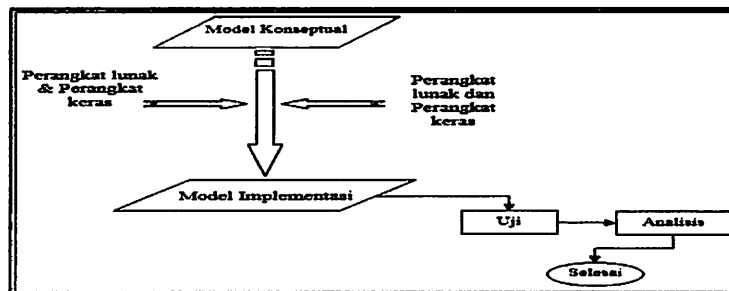 Model Konseptual
Perangkat lunak
& Perangkat
keras
Perangkat
lunak dan
Perangkat
keras
Model Implementasi
Uji
Analisis
Selesai